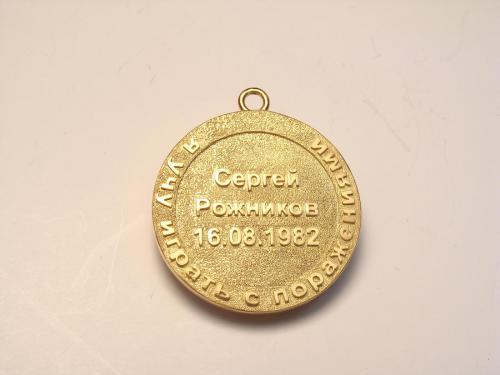 Сергей
Рожников
16.08.1982
Я учу играть с поражениями